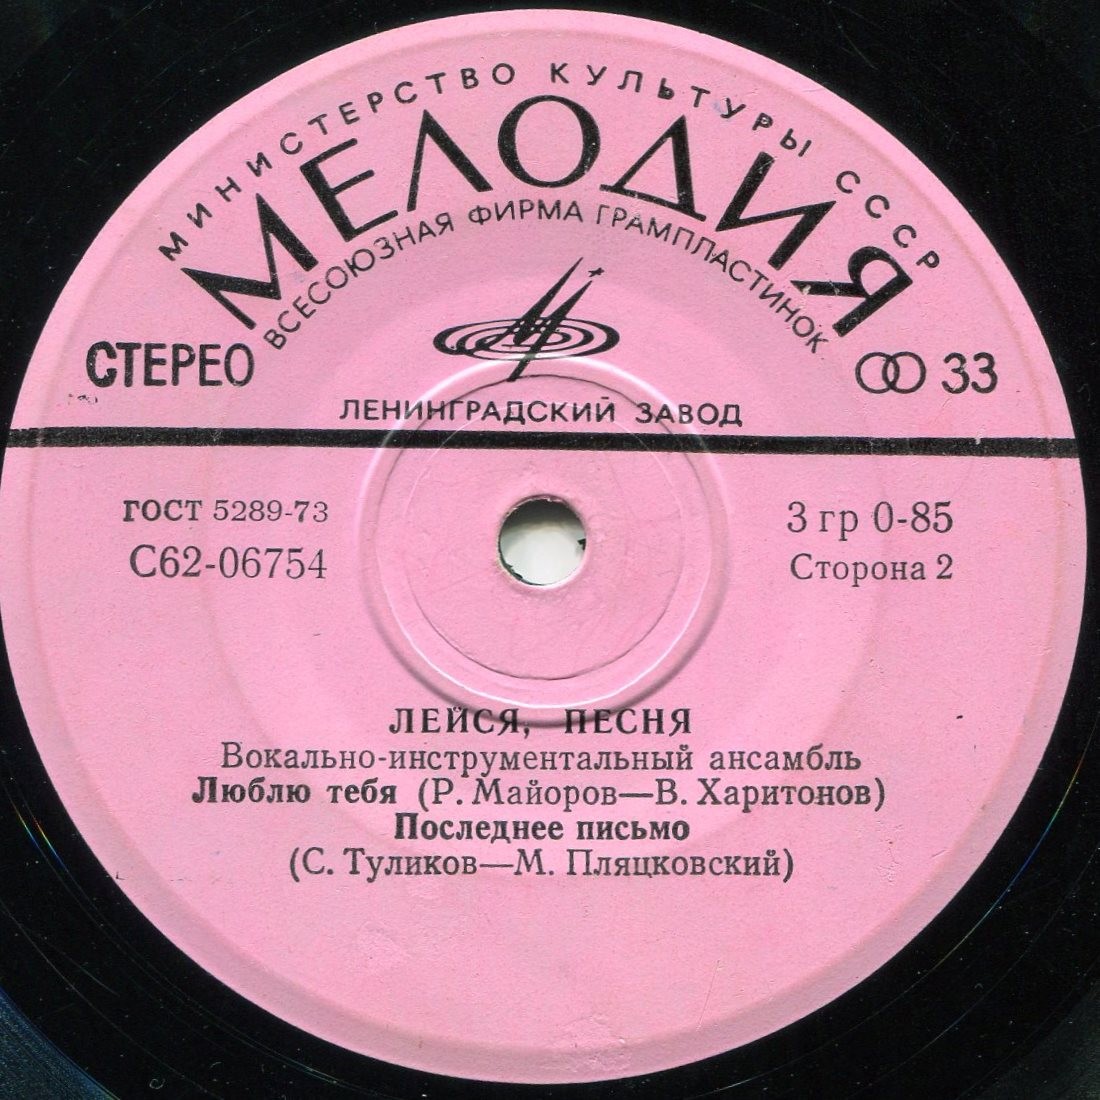 МИНИСТЕРСТВО КУЛЬТУРЫ СССР
МЕЛОДИЯ
ВСЕСОЮЗНАЯ ФИРМА ГРАМПЛАСТИНОК
СТЕРЕО
33
ЛЕНИНГРАДСКИЙ ЗАВОД
ГОСТ 5289-73
3 гр 0-85
С62-06754
Сторона 2
ЛЕЙСЯ, ПЕСНЯ
Вокально-инструментальный ансамбль
Люблю тебя (Р. Майоров—В. Харитонов)
Последнее письмо
(С. Туликов—М. Пляцковский)